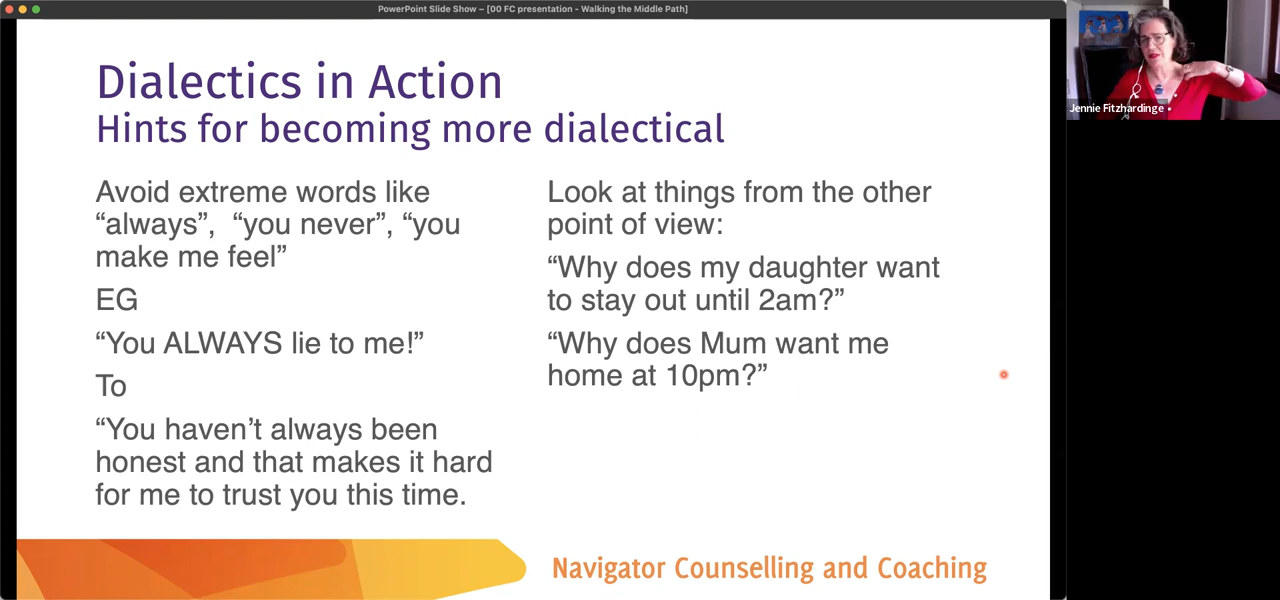 PowerPoint Slide Show – [00 FC presentation - Walking the Middle Path]
Dialectics in Action
Hints for becoming more dialectical
Avoid extreme words like
“always”,  “you never”, “you
make me feel”
EG
“You ALWAYS lie to me!”
To
“You haven’t always been
honest and that makes it hard
for me to trust you this time.
Look at things from the other
point of view:
“Why does my daughter want
to stay out until 2am?”
“Why does Mum want me
home at 10pm?”
Navigator Counselling and Coaching
Jennie Fitzhardinge